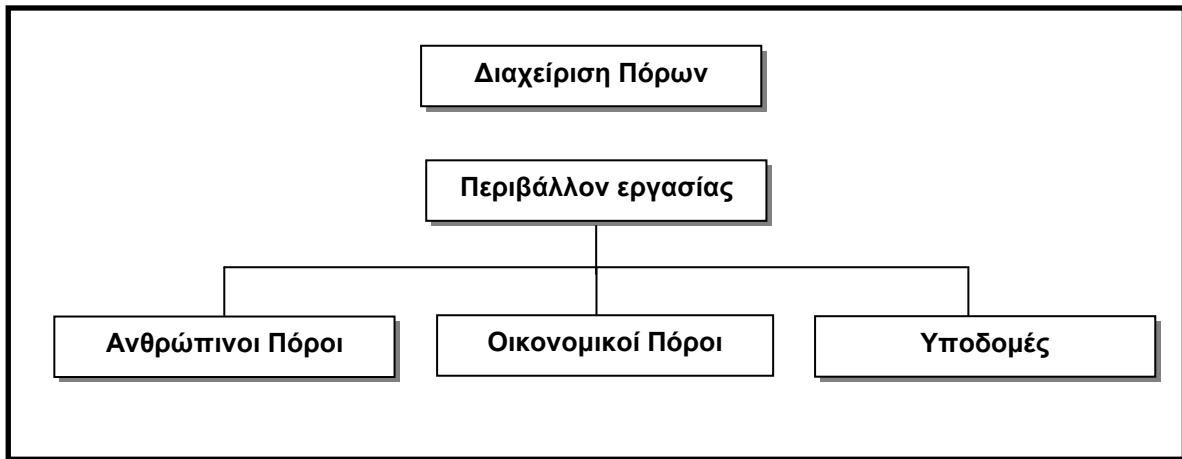 Διαχείριση Πόρων
Περιβάλλον εργασίας
Ανθρώπινοι Πόροι
Οικονομικοί Πόροι
Υποδομές